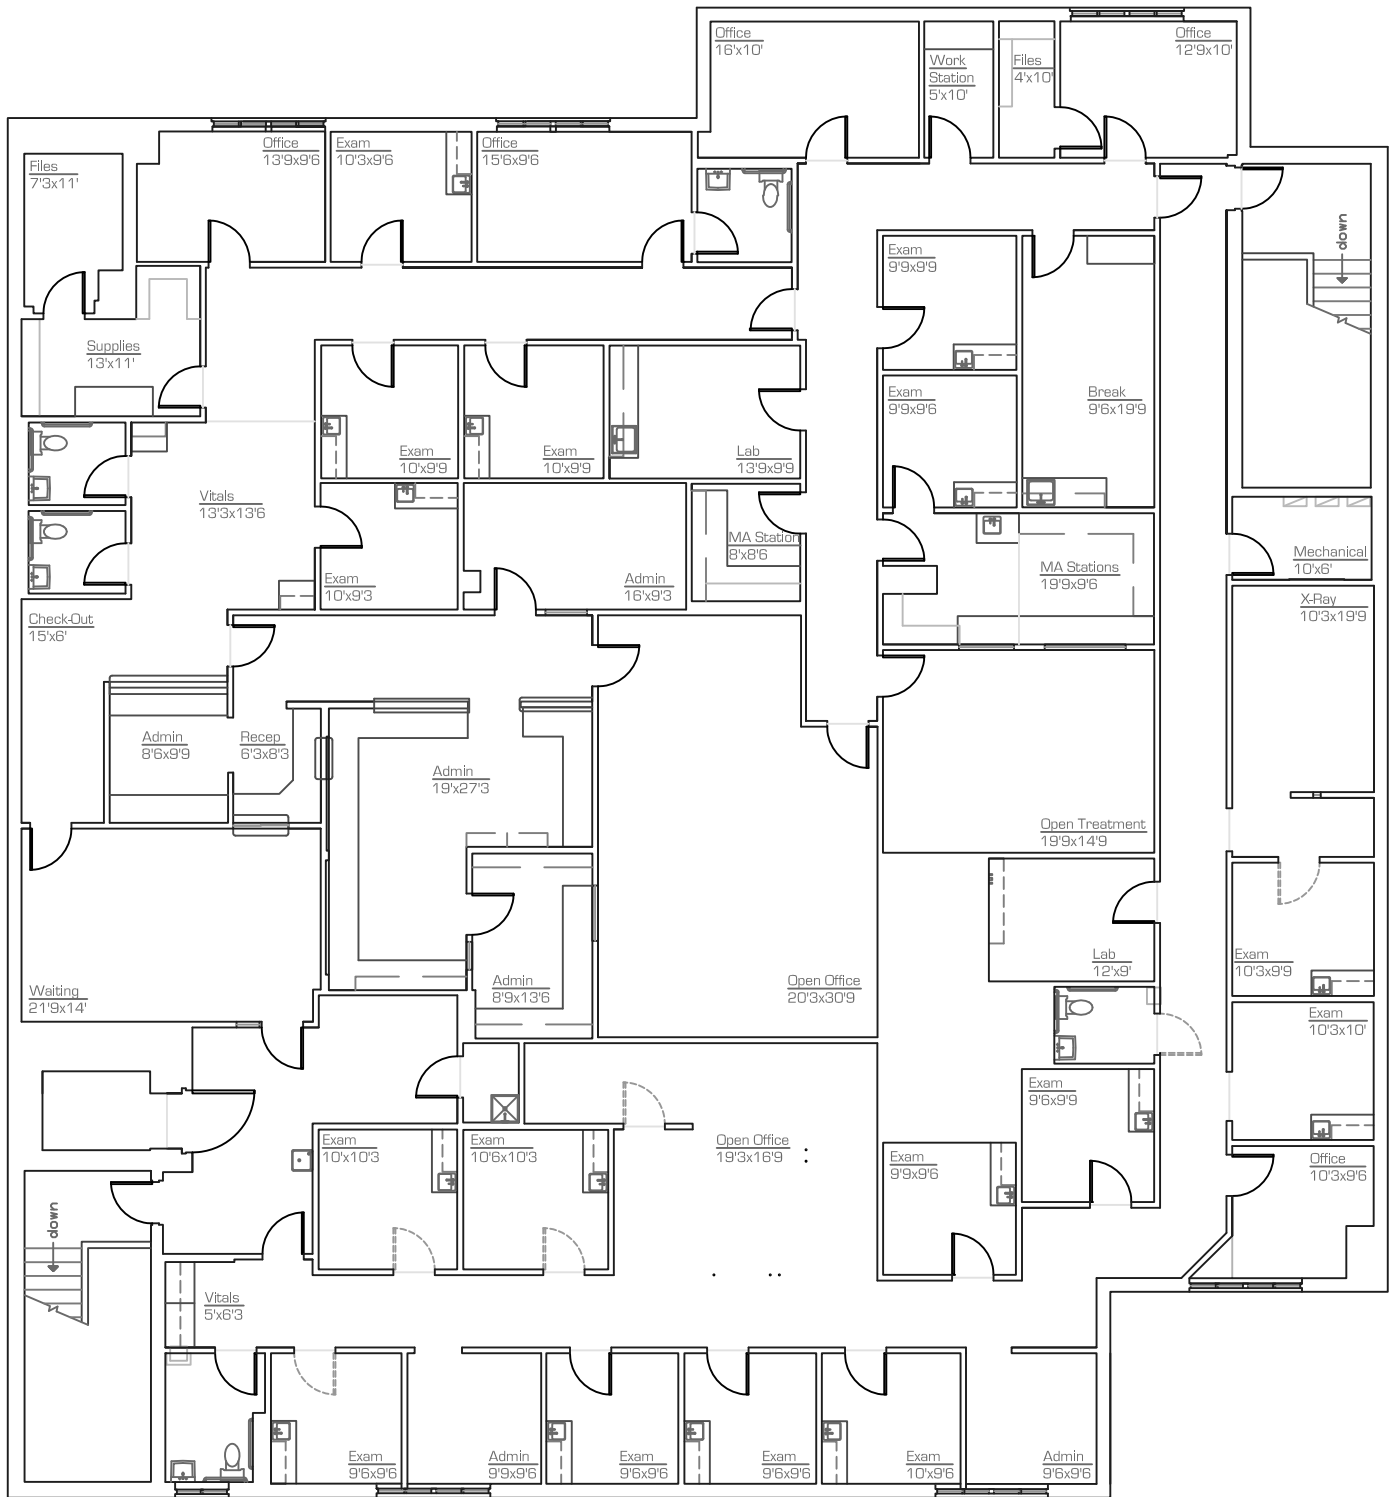 Office
16'x10'
Work
Station
5'x10'
Files
4'x10'
Office
12'9x10'
Files
7'3x11'
Office
13'9x9'6
Exam
10'3x9'6
Office
15'6x9'6
down
Exam
9'9x9'9
Supplies
13'x11'
Exam
9'9x9'6
Break
9'6x19'9
Exam
10'x9'9
Exam
10'x9'9
Lab
13'9x9'9
Vitals
13'3x13'6
MA Station
8'x8'6
Mechanical
10'x6'
Exam
10'x9'3
Admin
16'x9'3
MA Stations
19'9x9'6
X-Ray
10'3x19'9
Check-Out
15'x6'
Admin
8'6x9'9
Recep
6'3x8'3
Admin
19'x27'3
Open Treatment
19'9x14'9
Waiting
21'9x14'
Admin
8'9x13'6
Open Office
20'3x30'9
Lab
12'x9'
Exam
10'3x9'9
Exam
10'3x10'
Exam
9'6x9'9
Exam
10'x10'3
Exam
10'6x10'3
Open Office
19'3x16'9
Exam
9'9x9'6
Office
10'3x9'6
down
Vitals
5'x6'3
Exam
9'6x9'6
Admin
9'9x9'6
Exam
9'6x9'6
Exam
9'6x9'6
Exam
10'x9'6
Admin
9'6x9'6